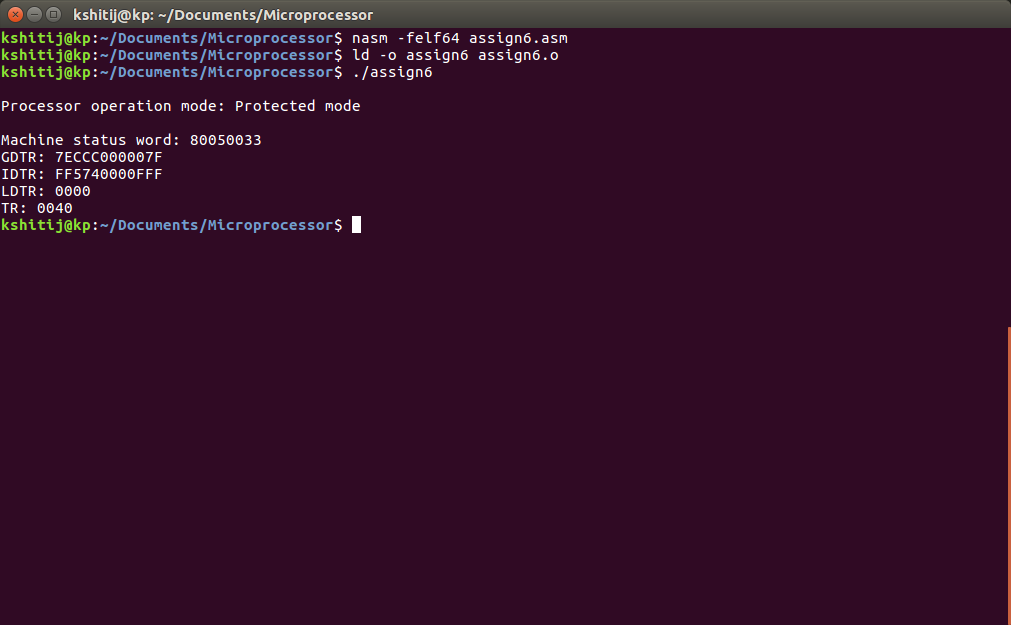 kshitij@kp: ~/Documents/Microprocessor
kshitij@kp:~/Documents/Microprocessor$ nasm -felf64 assign6.asm
kshitij@kp:~/Documents/Microprocessor$ ld -o assign6 assign6.o
kshitij@kp:~/Documents/Microprocessor$ ./assign6
Processor operation mode: Protected mode
Machine status word: 80050033
GDTR: 7ECCC000007F
IDTR: FF5740000FFF
LDTR: 0000
TR: 0040
kshitij@kp:~/Documents/Microprocessor$